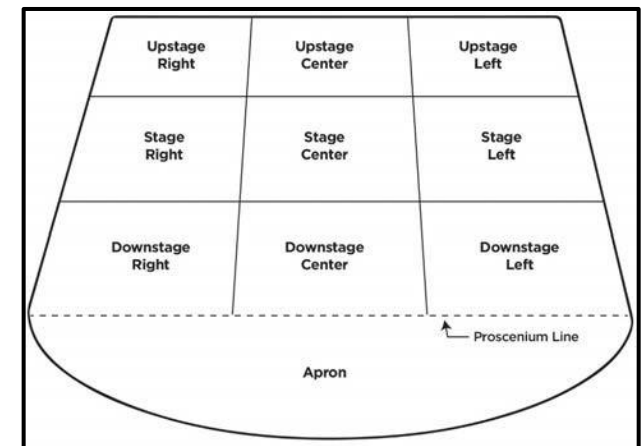 Upstage
Right
Upstage
Center
Upstage
Left
Stage
Right
Stage
Center
Stage
Left
Downstage
Right
Downstage
Center
Downstage
Left
Proscenium Line
Apron